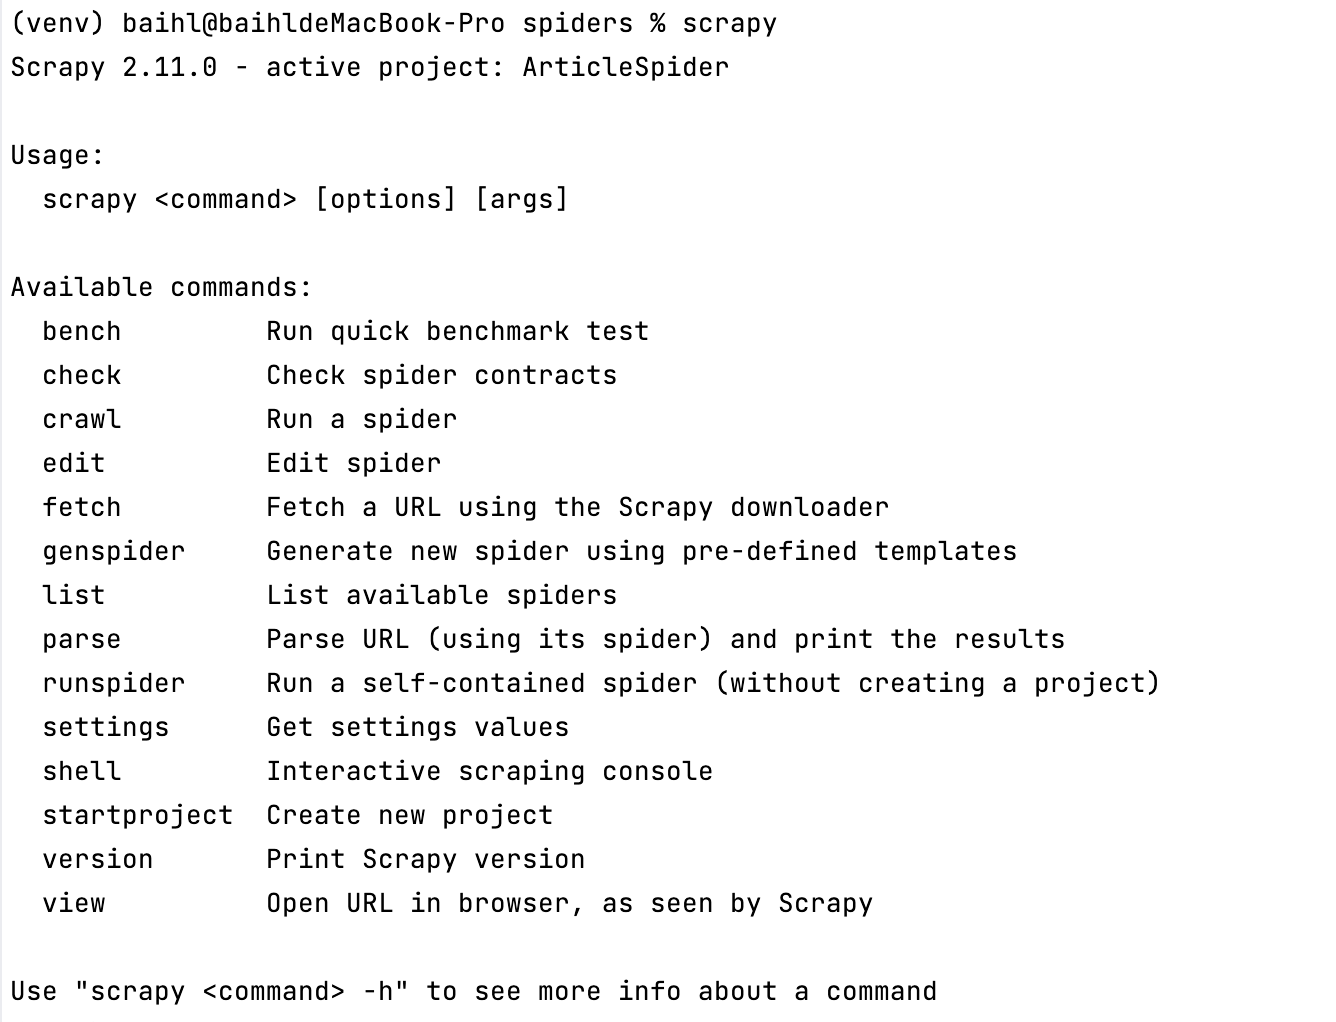 (venv) baihl@baihldeMacBook-Pro spiders % scrapy
Scrapy 2.11.0 - active project: ArticleSpider

Usage:
  scrapy <command> [options] [args]

Available commands:
  bench         Run quick benchmark test
  check         Check spider contracts
  crawl         Run a spider
  edit          Edit spider
  fetch         Fetch a URL using the Scrapy downloader
  genspider     Generate new spider using pre-defined templates
  list          List available spiders
  parse         Parse URL (using its spider) and print the results
  runspider     Run a self-contained spider (without creating a project)
  settings      Get settings values
  shell         Interactive scraping console
  startproject  Create new project
  version       Print Scrapy version
  view          Open URL in browser, as seen by Scrapy

Use "scrapy <command> -h" to see more info about a command